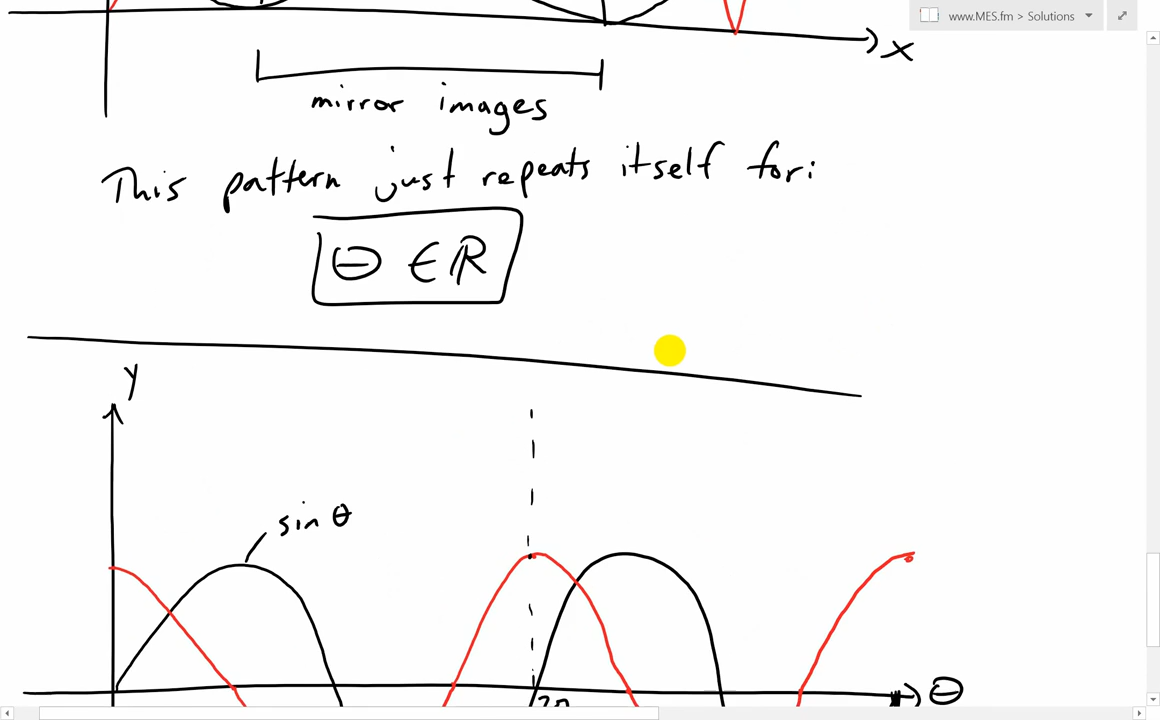 www.MES.fm > Solutions
x
mirror images
This pattern just repeats itself for:
θ ∈ ℝ
y
sin θ
θ